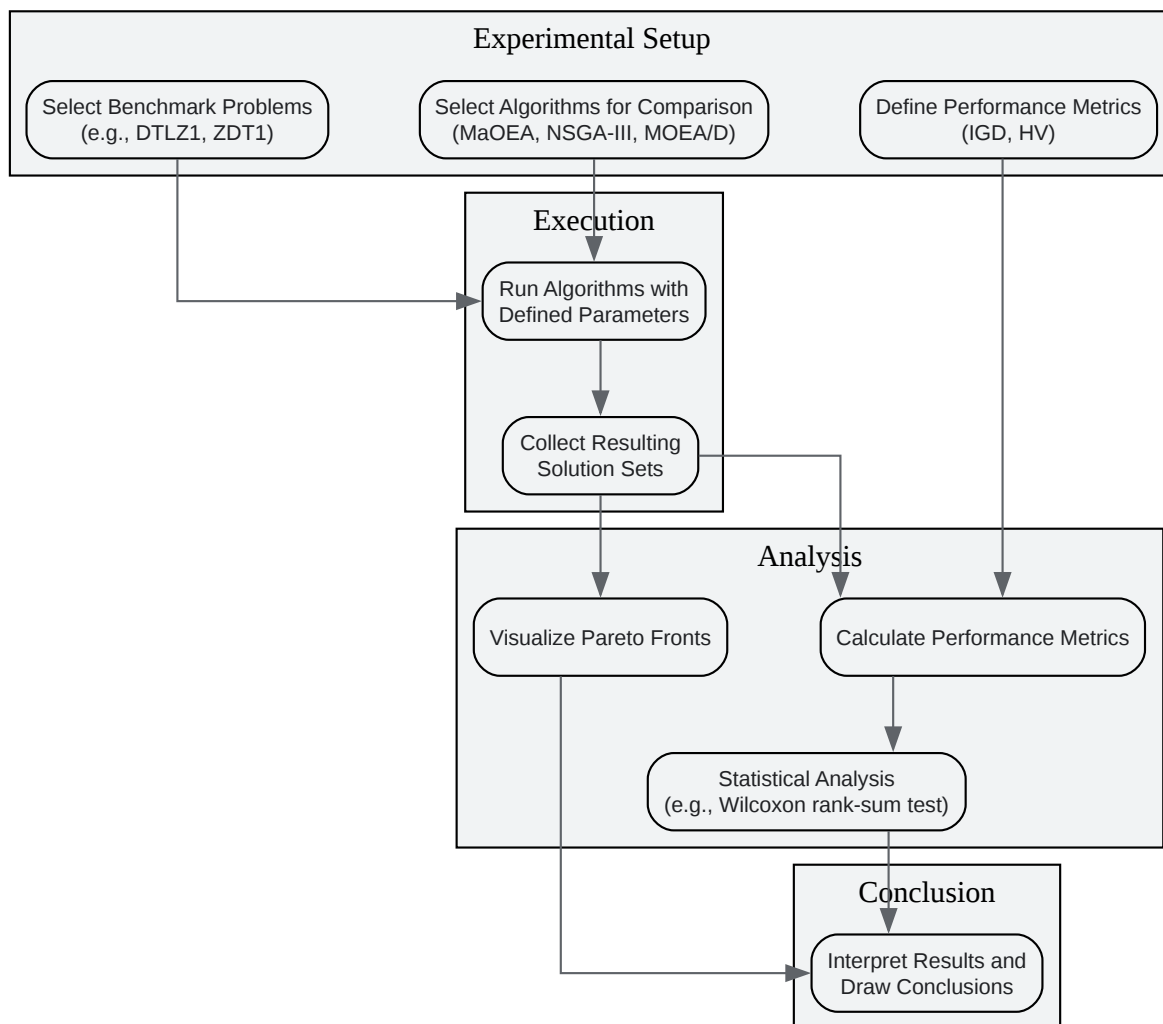 Experimental Setup
Select Benchmark Problems
(e.g., DTLZ1, ZDT1)
Select Algorithms for Comparison
(MaOEA, NSGA-III, MOEA/D)
Define Performance Metrics
(IGD, HV)
Execution
Run Algorithms with
Defined Parameters
Collect Resulting
Solution Sets
Analysis
Visualize Pareto Fronts
Calculate Performance Metrics
Statistical Analysis
(e.g., Wilcoxon rank-sum test)
Conclusion
Interpret Results and
Draw Conclusions